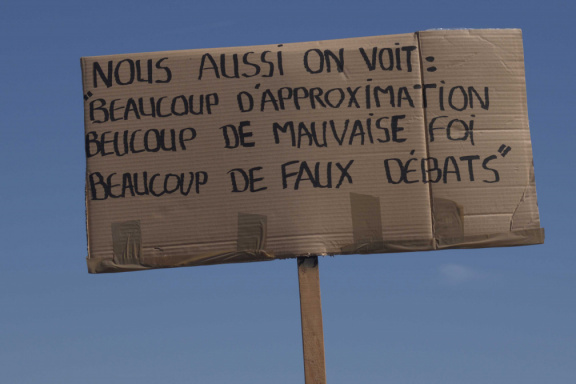 NOUS AUSSI ON VOIT :
"BEAUCOUP D'APPROXIMATION
BEUCOUP DE MAUVAISE FOI
BEAUCOUP DE FAUX DÉBATS"